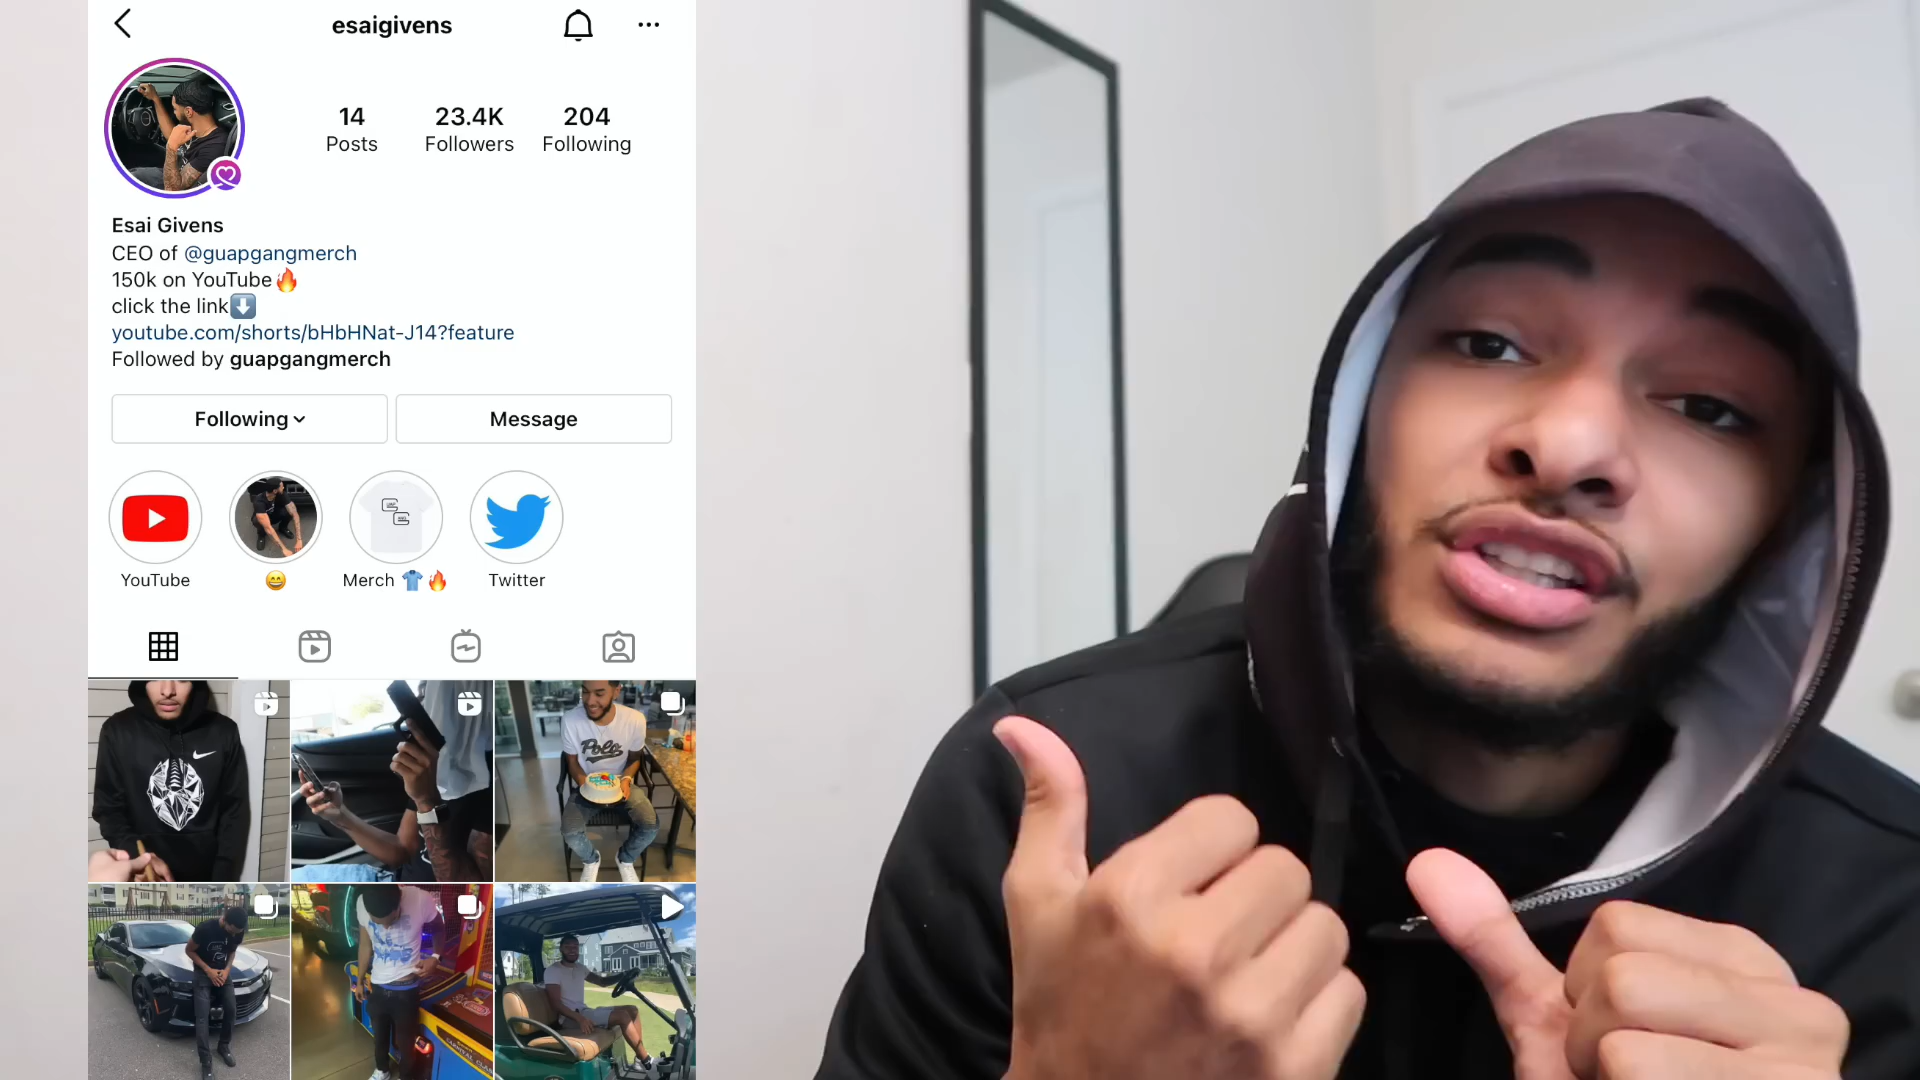 esaigivens
14
Posts
23.4K
Followers
204
Following
Esai Givens
CEO of @guapgangmerch
150k on YouTube🔥
click the link⬇️
youtube.com/shorts/bHbHNat-J14?feature
Followed by guapgangmerch
Following
Message
YouTube
😄
Merch 👕🔥
Twitter
Polo